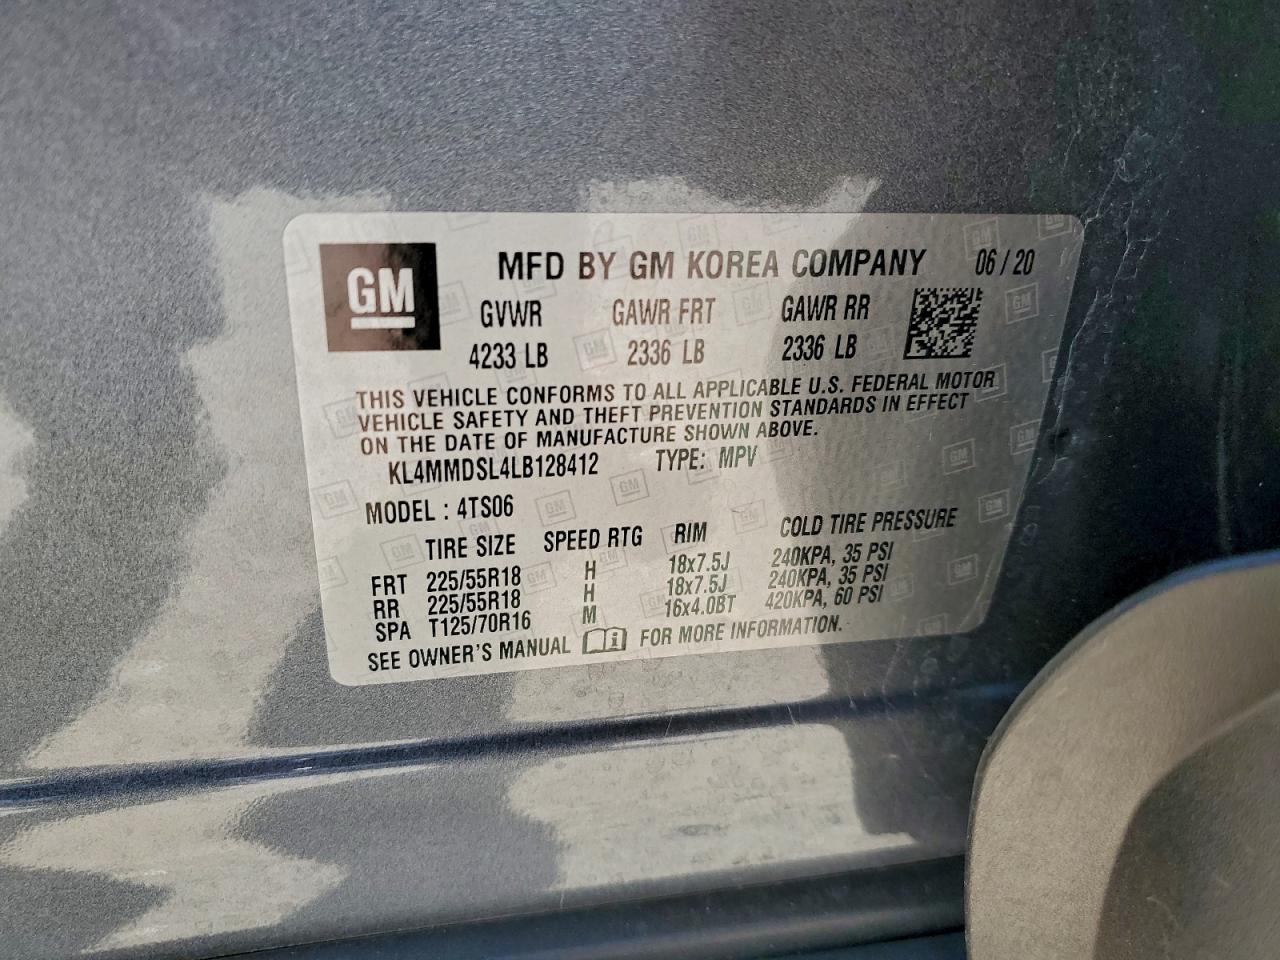 GM
MFD BY GM KOREA COMPANY 06/20
GVWR GAWR FRT GAWR RR
4233 LB 2336 LB 2336 LB
THIS VEHICLE CONFORMS TO ALL APPLICABLE U.S. FEDERAL MOTOR
VEHICLE SAFETY AND THEFT PREVENTION STANDARDS IN EFFECT
ON THE DATE OF MANUFACTURE SHOWN ABOVE.
KL4MMDSL4LB128412 TYPE: MPV
MODEL : 4TS06
TIRE SIZE SPEED RTG RIM COLD TIRE PRESSURE
FRT 225/55R18 H 18x7.5J 240KPA, 35 PSI
RR 225/55R18 H 18x7.5J 240KPA, 35 PSI
SPA T125/70R16 M 16x4.0BT 420KPA, 60 PSI
SEE OWNER'S MANUAL FOR MORE INFORMATION.